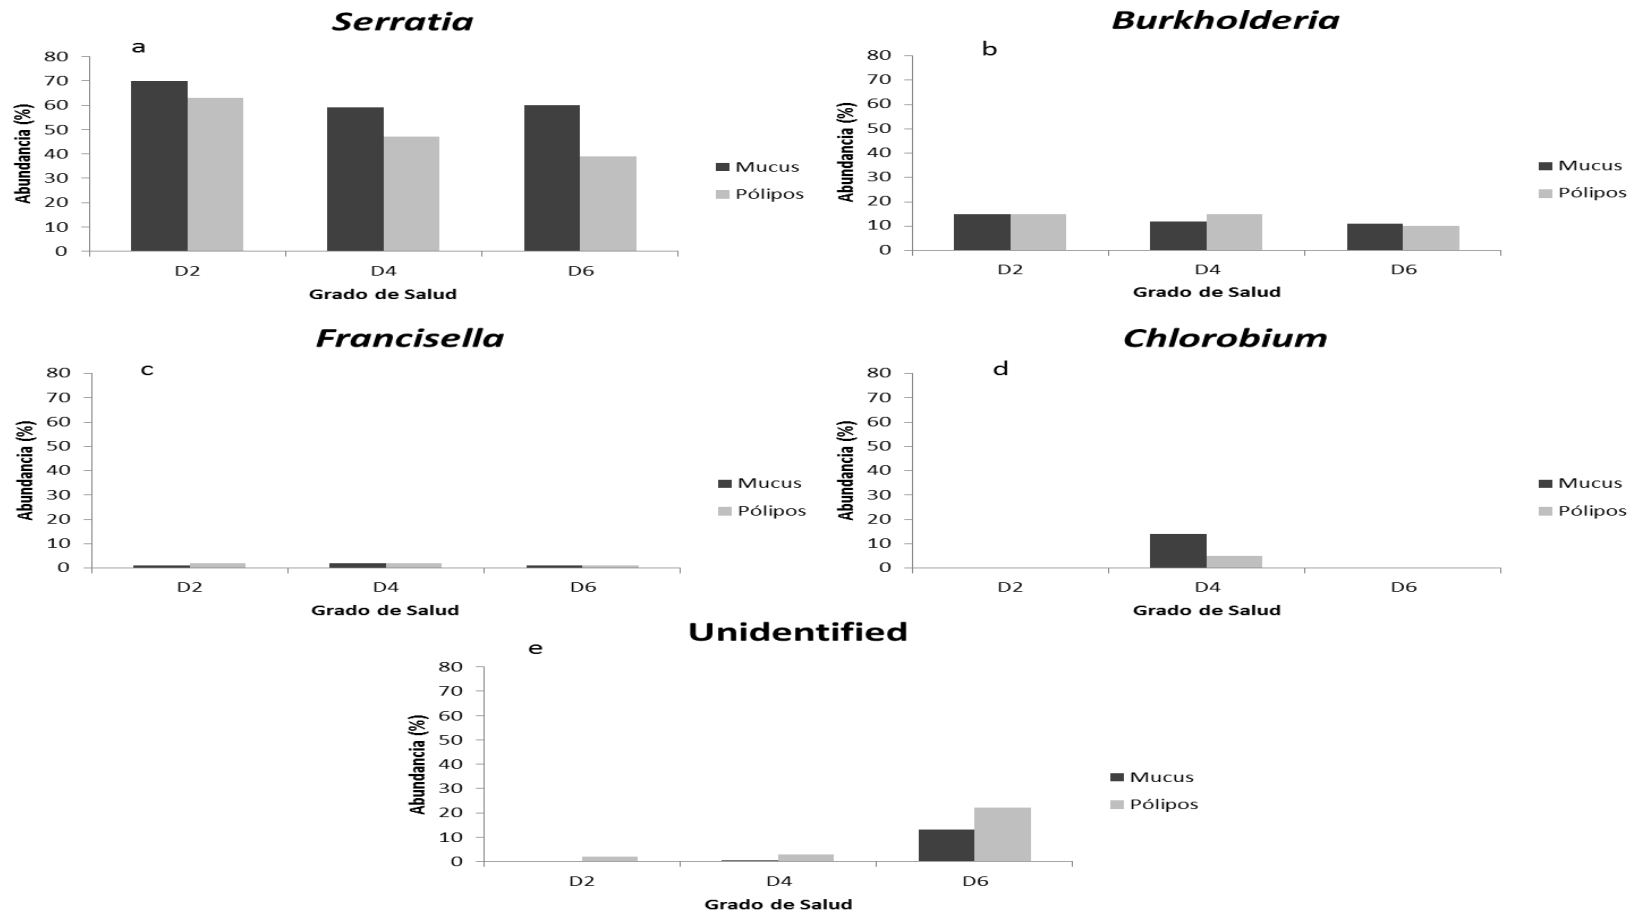 Serratia
a
80
70
60
50
40
30
20
10
0
Abundancia (%)
D2 D4 D6
Grado de Salud
Mucus
Pólipos
Burkholderia
b
80
70
60
50
40
30
20
10
0
Abundancia (%)
D2 D4 D6
Grado de Salud
Mucus
Pólipos
Francisella
c
80
70
60
50
40
30
20
10
0
Abundancia (%)
D2 D4 D6
Grado de Salud
Mucus
Pólipos
Chlorobium
d
80
70
60
50
40
30
20
10
0
Abundancia (%)
D2 D4 D6
Grado de Salud
Mucus
Pólipos
Unidentified
e
80
70
60
50
40
30
20
10
0
Abundancia (%)
D2 D4 D6
Grado de Salud
Mucus
Pólipos